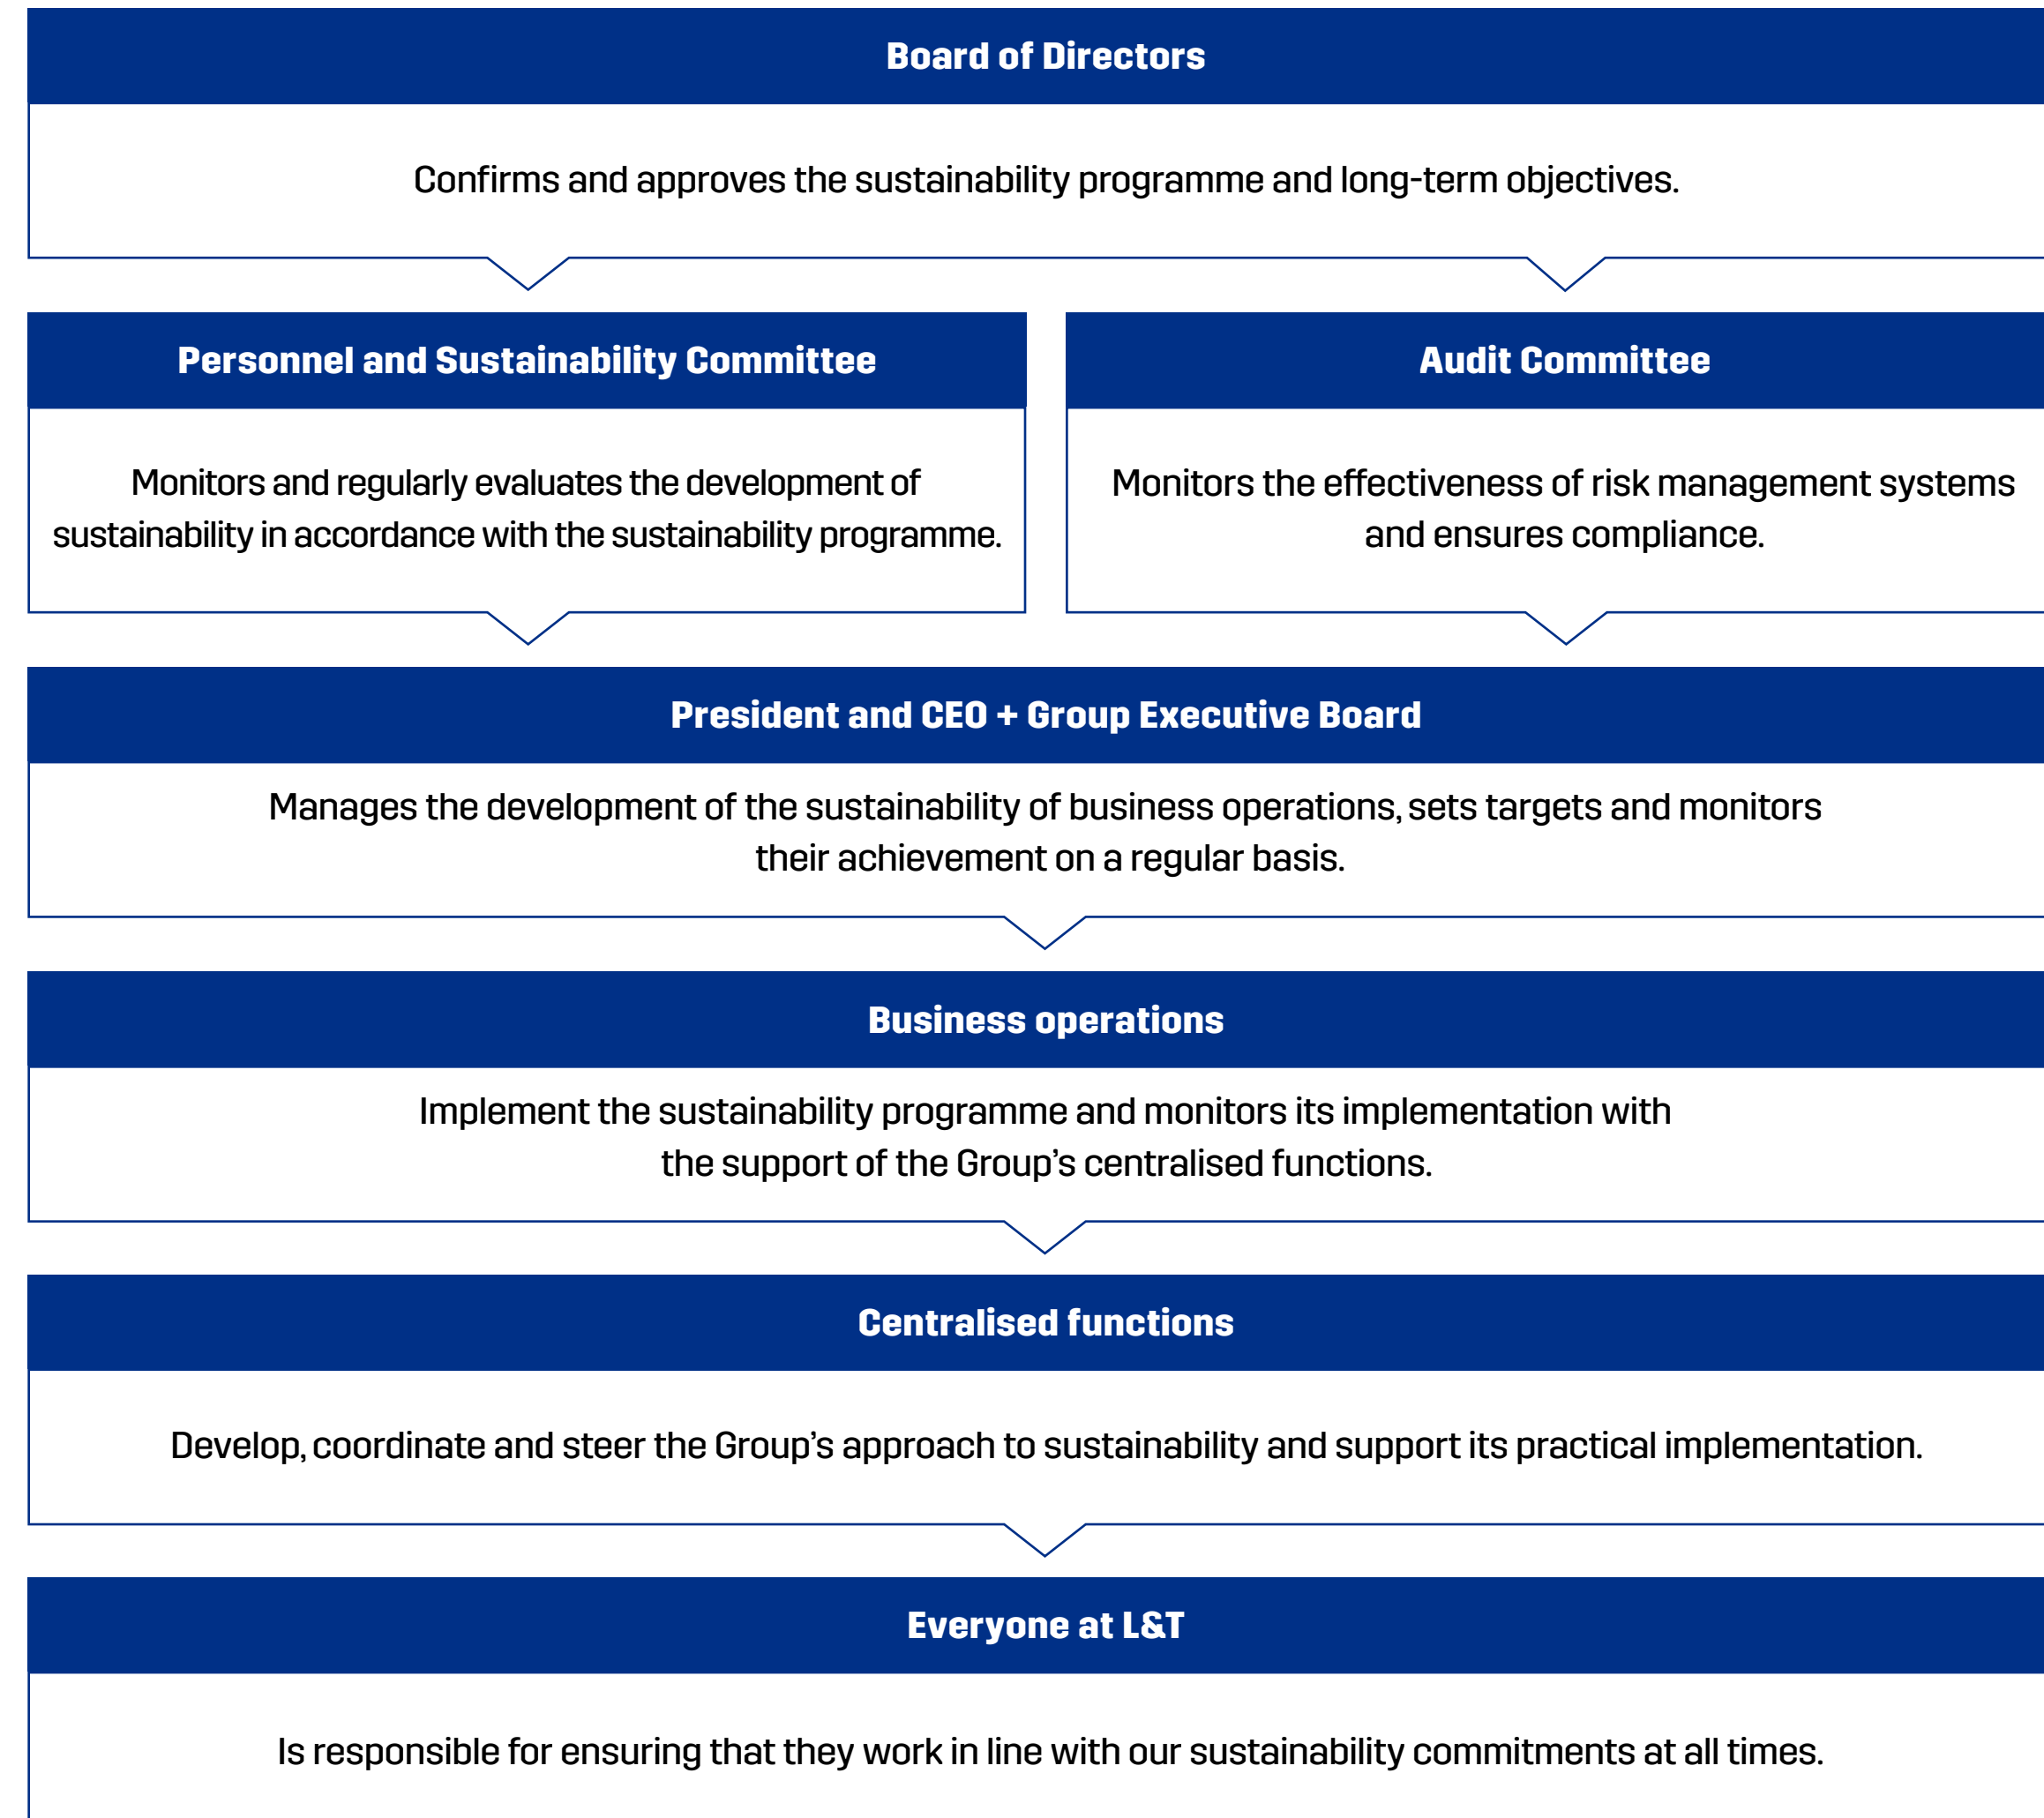 Board of Directors
Confirms and approves the sustainability programme and long-term objectives.
Personnel and Sustainability Committee
Monitors and regularly evaluates the development of
sustainability in accordance with the sustainability programme.
Audit Committee
Monitors the effectiveness of risk management systems
and ensures compliance.
President and CEO + Group Executive Board
Manages the development of the sustainability of business operations, sets targets and monitors
their achievement on a regular basis.
Business operations
Implement the sustainability programme and monitors its implementation with
the support of the Group’s centralised functions.
Centralised functions
Develop, coordinate and steer the Group’s approach to sustainability and support its practical implementation.
Everyone at L&T
Is responsible for ensuring that they work in line with our sustainability commitments at all times.